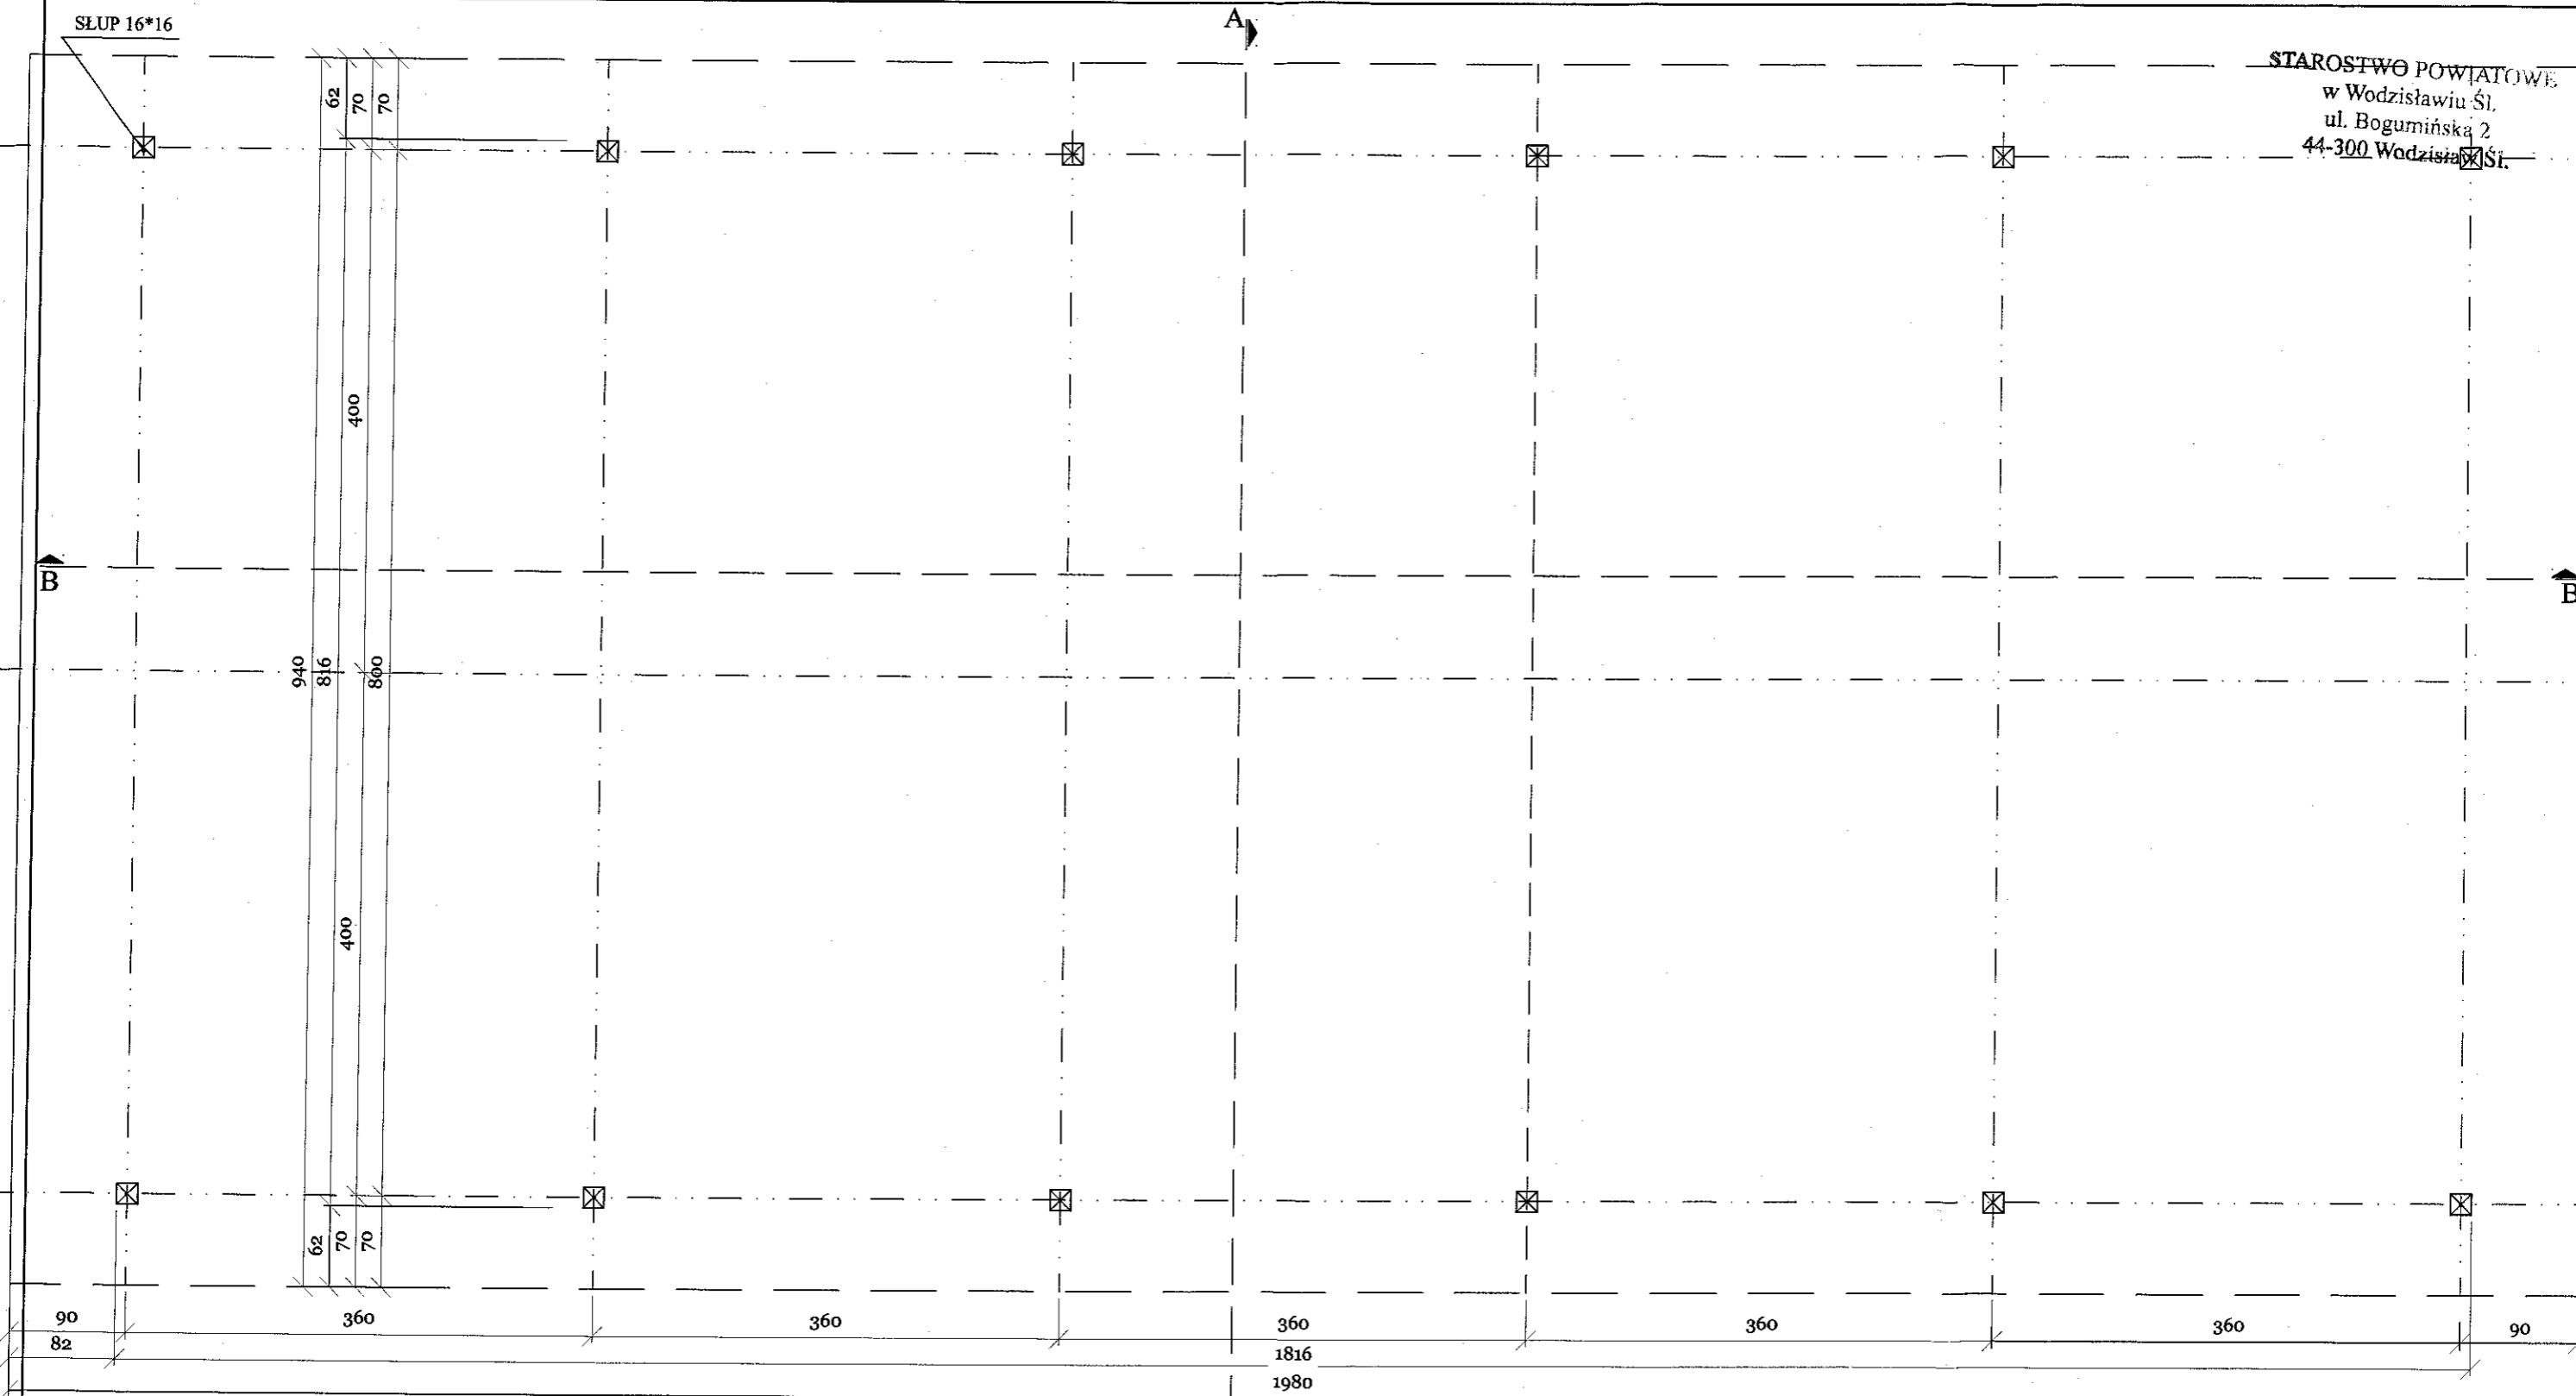 SŁUP 16*16
A
STAROSTWO POWIATOWE
w Wodzisławiu Śl.
ul. Bogumińska 2
44-300 Wodzisław Śl.
62
70
70
400
B
B
940
816
800
400
62
70
70
90
360
360
360
360
360
90
82
1816
1980